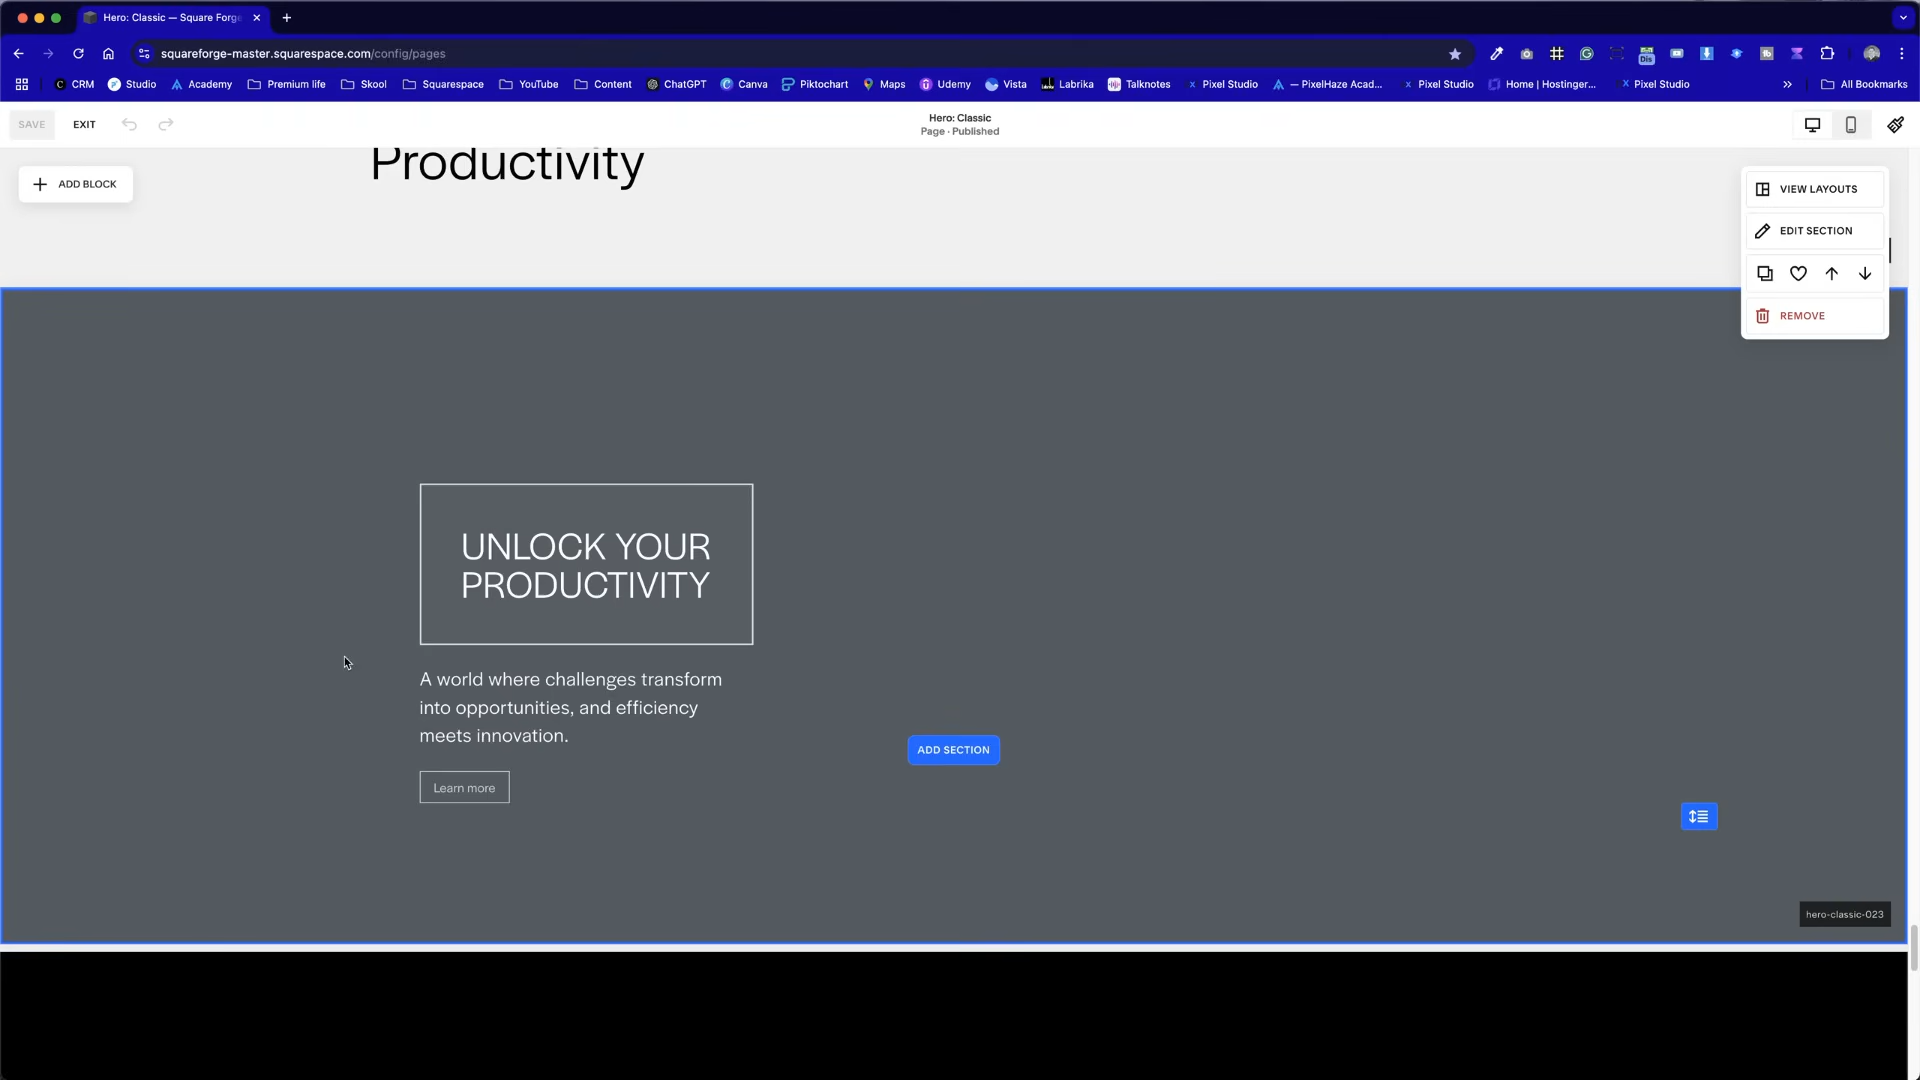 Hero: Classic — Square Forge
squareforge-master.squarespace.com/config/pages
CRM
Studio
Academy
Premium life
Skool
Squarespace
YouTube
Content
ChatGPT
Canva
Piktochart
Maps
Udemy
Vista
Labrika
Talknotes
Pixel Studio
— PixelHaze Acad...
Pixel Studio
Home | Hostinger...
Pixel Studio
All Bookmarks
SAVE
EXIT
Hero: Classic
Page · Published
Productivity
ADD BLOCK
VIEW LAYOUTS
EDIT SECTION
REMOVE
UNLOCK YOUR
PRODUCTIVITY
A world where challenges transform
into opportunities, and efficiency
meets innovation.
ADD SECTION
Learn more
hero-classic-023